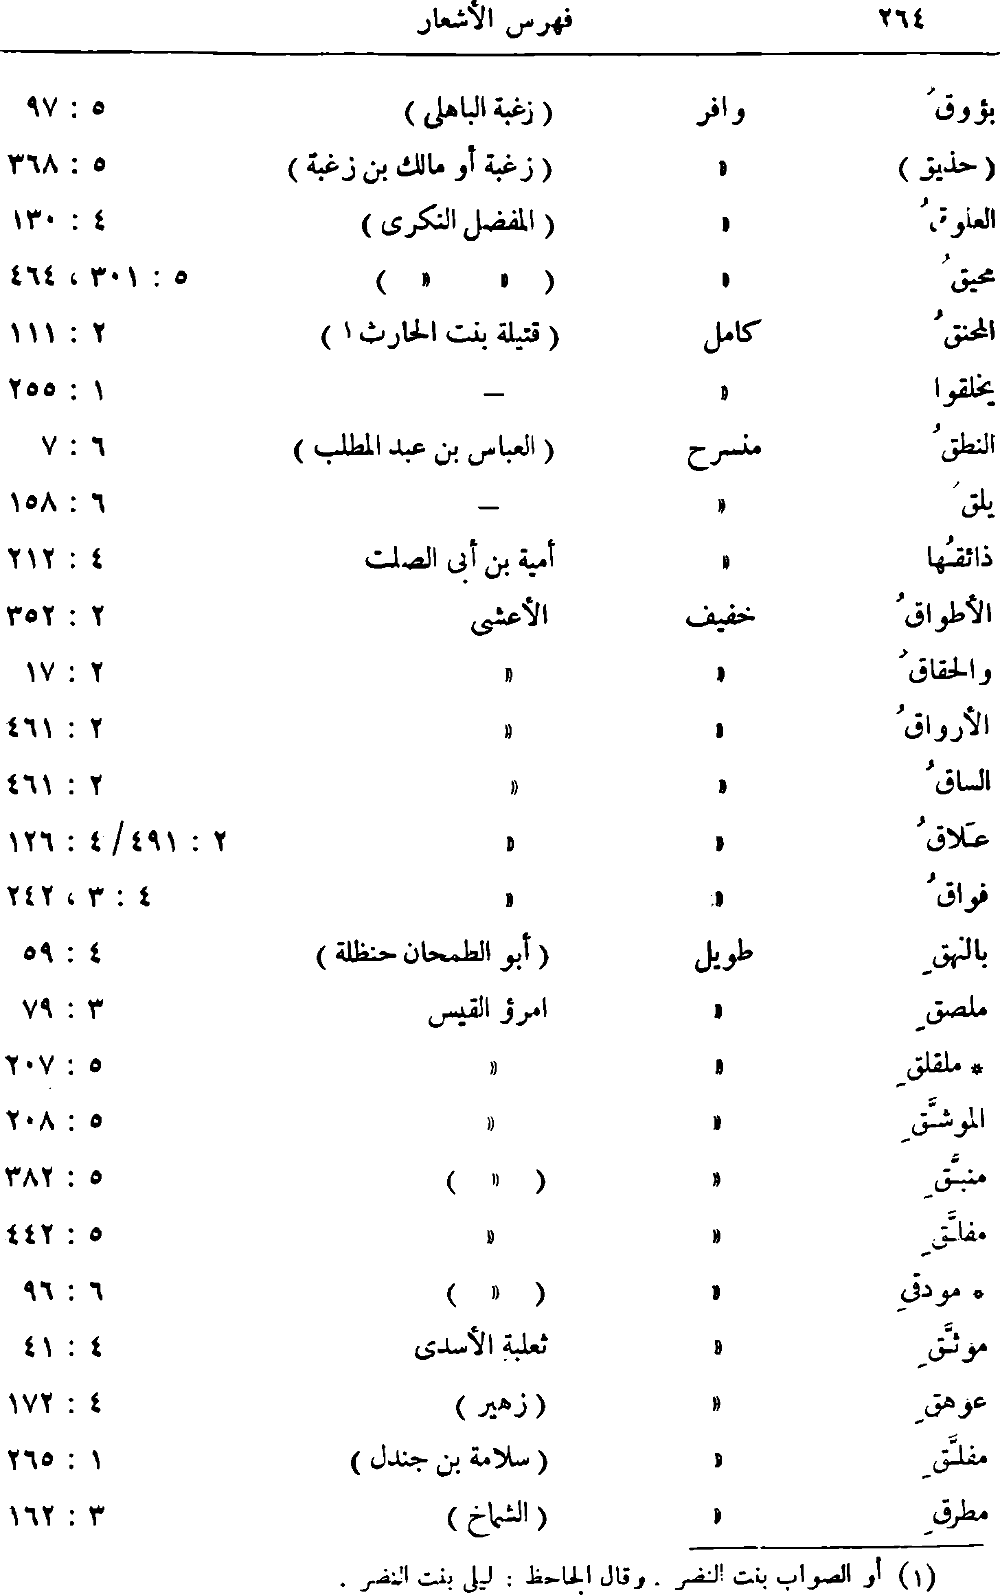 ٢٦٤ فهرس الأشعار
بؤوقُ وافر ( زغبة الباهلى ) ٥ : ٩٧
( حذيق ) « ( زغبة أو مالك بن زغبة ) ٥ : ٣٦٨
العلوقُ « ( المفضل النكرى ) ٤ : ١٣٠
محيقُ « ( « « ) ٥ : ٣٠١ ، ٤٦٤
المحنقُ كامل ( قتيلة بنت الحارث ١ ) ٢ : ١١١
يخلقوا « — ١ : ٢٥٥
النطقُ منسرح ( العباس بن عبد المطلب ) ٦ : ٧
يلقَ « — ٦ : ١٥٨
ذائقُها « أمية بن أبى الصلت ٤ : ٢١٢
الأطواقُ خفيف الأعشى ٢ : ٣٥٢
والحقاقُ « « ٢ : ١٧
الأرواقُ « « ٢ : ٤٦١
الساقُ « « ٢ : ٤٦١
عَلاقُ « « ٢ : ٤٩١/ ٤ : ١٢٦
فواقُ « « ٤ : ٣ ، ٢٤٢
بالنهقِ طويل ( أبو الطمحان حنظلة ) ٤ : ٥٩
ملصقِ « امرؤ القيس ٣ : ٧٩
* ملقلقِ « « ٥ : ٢٠٧
الموشَّقِ « « ٥ : ٢٠٨
منبَّقِ « ( « ) ٥ : ٣٨٢
مفلَّقِ « « ٥ : ٤٤٢
* مودقِ « ( « ) ٦ : ٩٦
موثَّقِ « ثعلبة الأسدى ٤ : ٤١
عوهقِ « ( زهير ) ٤ : ١٧٢
مفلَّقِ « ( سلامة بن جندل ) ١ : ٢٦٥
مطرقِ « ( الشماخ ) ٣ : ١٦٢
(١) أو الصواب بنت النضر . وقال الجاحظ : ليلى بنت النضر .